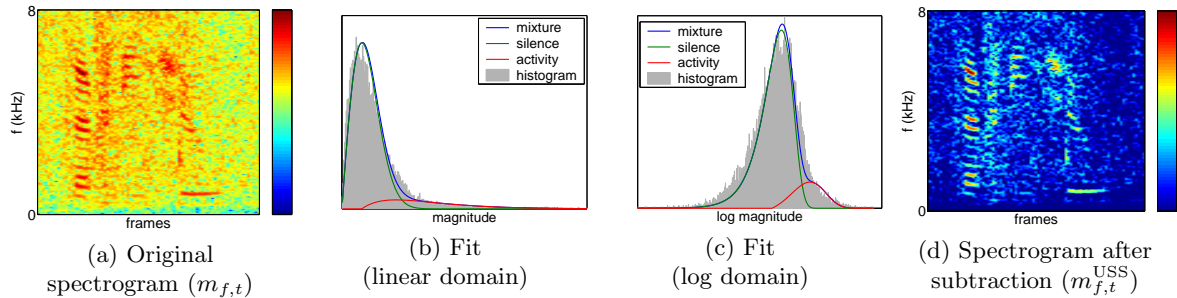 8
f (kHz)
0
frames
(a) Original
spectrogram (m_{f,t})
mixture
silence
activity
histogram
magnitude
(b) Fit
(linear domain)
mixture
silence
activity
histogram
log magnitude
(c) Fit
(log domain)
8
f (kHz)
0
frames
(d) Spectrogram after
subtraction (m_{f,t}^{USS})